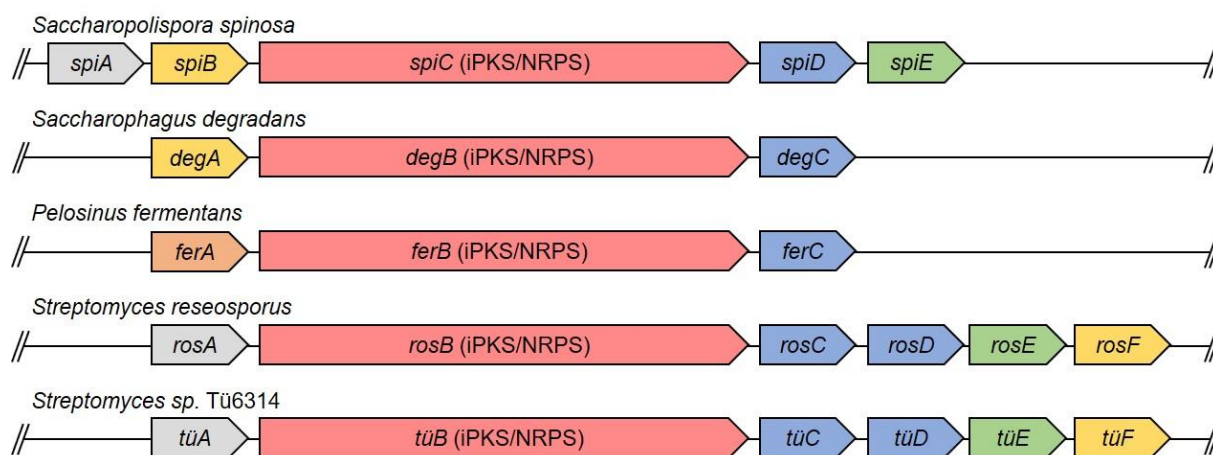 Saccharopolispora spinosa
spiA spiB spiC (iPKS/NRPS) spiD spiE
Saccharophagus degradans
degA degB (iPKS/NRPS) degC
Pelosinus fermentans
ferA ferB (iPKS/NRPS) ferC
Streptomyces reseosporus
rosA rosB (iPKS/NRPS) rosC rosD rosE rosF
Streptomyces sp. Tü6314
tüA tüB (iPKS/NRPS) tüC tüD tüE tüF